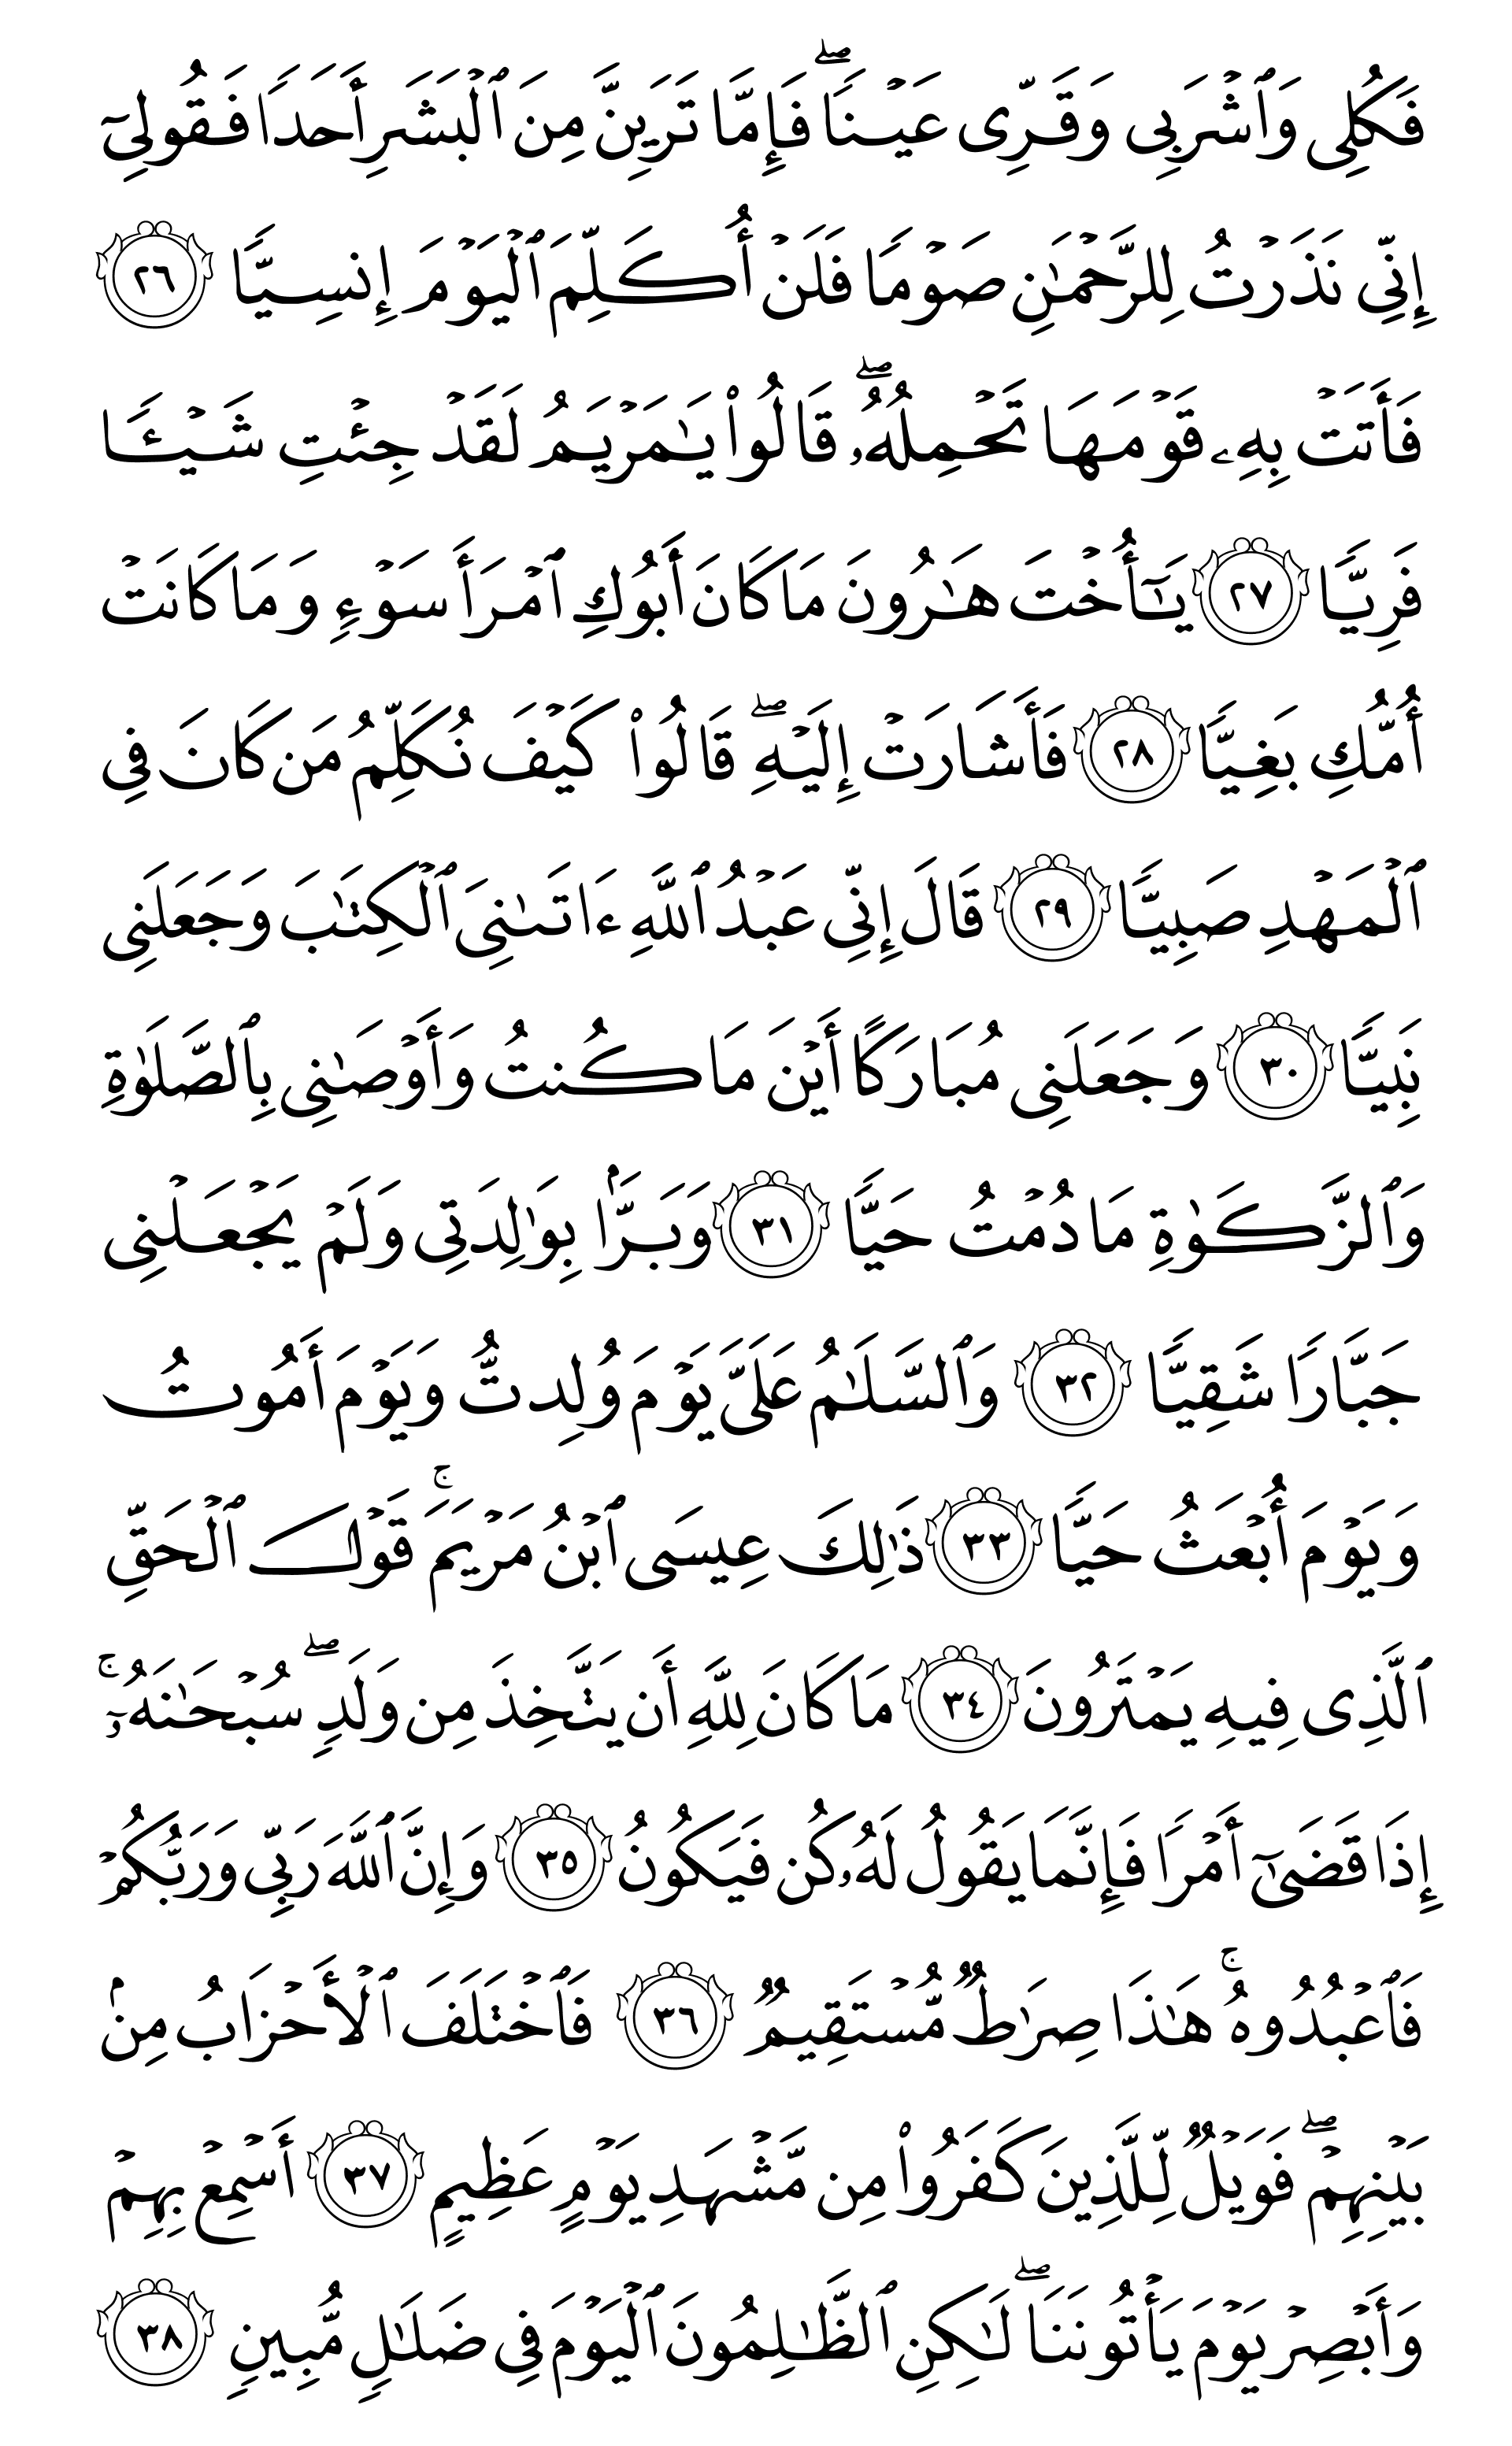 فَكُلِى وَٱشْرَبِى وَقَرِّى عَيْنًا ۖ فَإِمَّا تَرَيِنَّ مِنَ ٱلْبَشَرِ أَحَدًا فَقُولِىٓ
إِنِّى نَذَرْتُ لِلرَّحْمَٰنِ صَوْمًا فَلَنْ أُكَلِّمَ ٱلْيَوْمَ إِنسِيًّا ٢٦
فَأَتَتْ بِهِۦ قَوْمَهَا تَحْمِلُهُۥ ۖ قَالُوا۟ يَٰمَرْيَمُ لَقَدْ جِئْتِ شَيْـًٔا
فَرِيًّا ٢٧ يَٰٓأُخْتَ هَٰرُونَ مَا كَانَ أَبُوكِ ٱمْرَأَ سَوْءٍ وَمَا كَانَتْ
أُمُّكِ بَغِيًّا ٢٨ فَأَشَارَتْ إِلَيْهِ ۖ قَالُوا۟ كَيْفَ نُكَلِّمُ مَن كَانَ فِى
ٱلْمَهْدِ صَبِيًّا ٢٩ قَالَ إِنِّى عَبْدُ ٱللَّهِ ءَاتَىٰنِىَ ٱلْكِتَٰبَ وَجَعَلَنِى
نَبِيًّا ٣٠ وَجَعَلَنِى مُبَارَكًا أَيْنَ مَا كُنتُ وَأَوْصَٰنِى بِٱلصَّلَوٰةِ
وَٱلزَّكَوٰةِ مَا دُمْتُ حَيًّا ٣١ وَبَرًّۢا بِوَٰلِدَتِى وَلَمْ يَجْعَلْنِى
جَبَّارًا شَقِيًّا ٣٢ وَٱلسَّلَٰمُ عَلَىَّ يَوْمَ وُلِدتُّ وَيَوْمَ أَمُوتُ
وَيَوْمَ أُبْعَثُ حَيًّا ٣٣ ذَٰلِكَ عِيسَى ٱبْنُ مَرْيَمَ ۚ قَوْلَ ٱلْحَقِّ
ٱلَّذِى فِيهِ يَمْتَرُونَ ٣٤ مَا كَانَ لِلَّهِ أَن يَتَّخِذَ مِن وَلَدٍ ۖ سُبْحَٰنَهُۥٓ ۚ
إِذَا قَضَىٰٓ أَمْرًا فَإِنَّمَا يَقُولُ لَهُۥ كُن فَيَكُونُ ٣٥ وَإِنَّ ٱللَّهَ رَبِّى وَرَبُّكُمْ
فَٱعْبُدُوهُ ۚ هَٰذَا صِرَٰطٌ مُّسْتَقِيمٌ ٣٦ فَٱخْتَلَفَ ٱلْأَحْزَابُ مِنۢ
بَيْنِهِمْ ۖ فَوَيْلٌ لِّلَّذِينَ كَفَرُوا۟ مِن مَّشْهَدِ يَوْمٍ عَظِيمٍ ٣٧ أَسْمِعْ بِهِمْ
وَأَبْصِرْ يَوْمَ يَأْتُونَنَا ۖ لَٰكِنِ ٱلظَّٰلِمُونَ ٱلْيَوْمَ فِى ضَلَٰلٍ مُّبِينٍ ٣٨